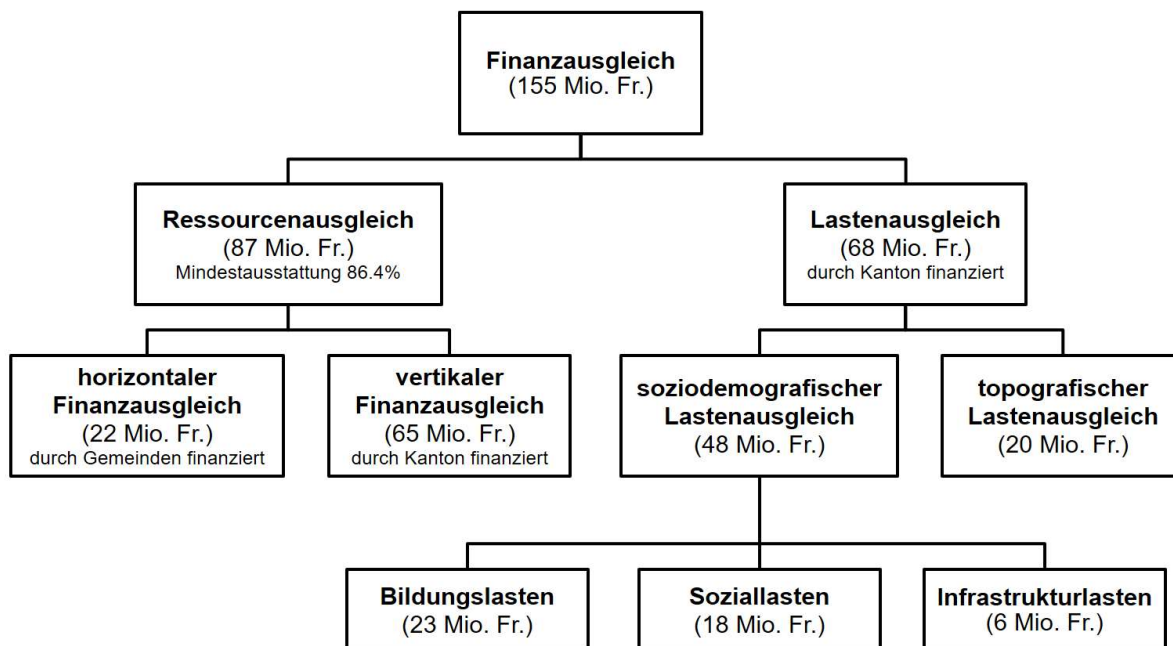 Finanzausgleich
(155 Mio. Fr.)
Ressourcenausgleich
(87 Mio. Fr.)
Mindestausstattung 86.4%
Lastenausgleich
(68 Mio. Fr.)
durch Kanton finanziert
horizontaler
Finanzausgleich
(22 Mio. Fr.)
durch Gemeinden finanziert
vertikaler
Finanzausgleich
(65 Mio. Fr.)
durch Kanton finanziert
soziodemografischer
Lastenausgleich
(48 Mio. Fr.)
topografischer
Lastenausgleich
(20 Mio. Fr.)
Bildungslasten
(23 Mio. Fr.)
Soziallasten
(18 Mio. Fr.)
Infrastrukturlasten
(6 Mio. Fr.)